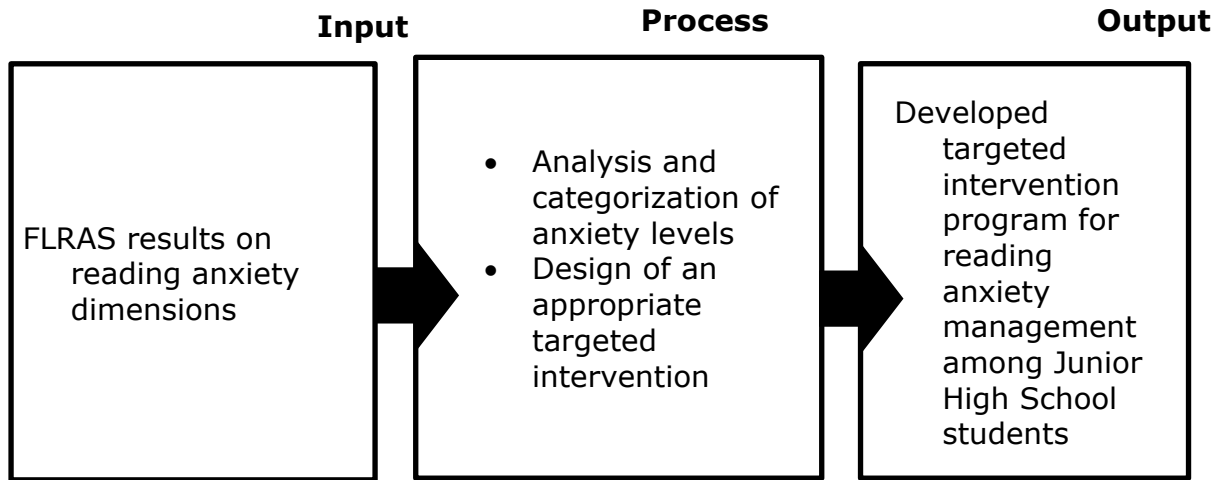 Input
Process
Output
FLRAS results on
reading anxiety
dimensions
• Analysis and
categorization of
anxiety levels
• Design of an
appropriate
targeted
intervention
Developed
targeted
intervention
program for
reading
anxiety
management
among Junior
High School
students